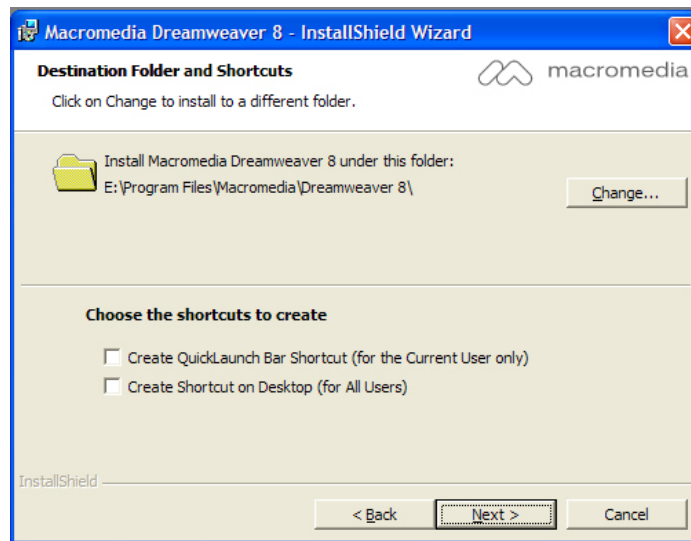 Macromedia Dreamweaver 8 - InstallShield Wizard
Destination Folder and Shortcuts
macromedia
Click on Change to install to a different folder.
Install Macromedia Dreamweaver 8 under this folder:
E:\Program Files\Macromedia\Dreamweaver 8\
Change...
Choose the shortcuts to create
Create QuickLaunch Bar Shortcut (for the Current User only)
Create Shortcut on Desktop (for All Users)
InstallShield
< Back Next > Cancel